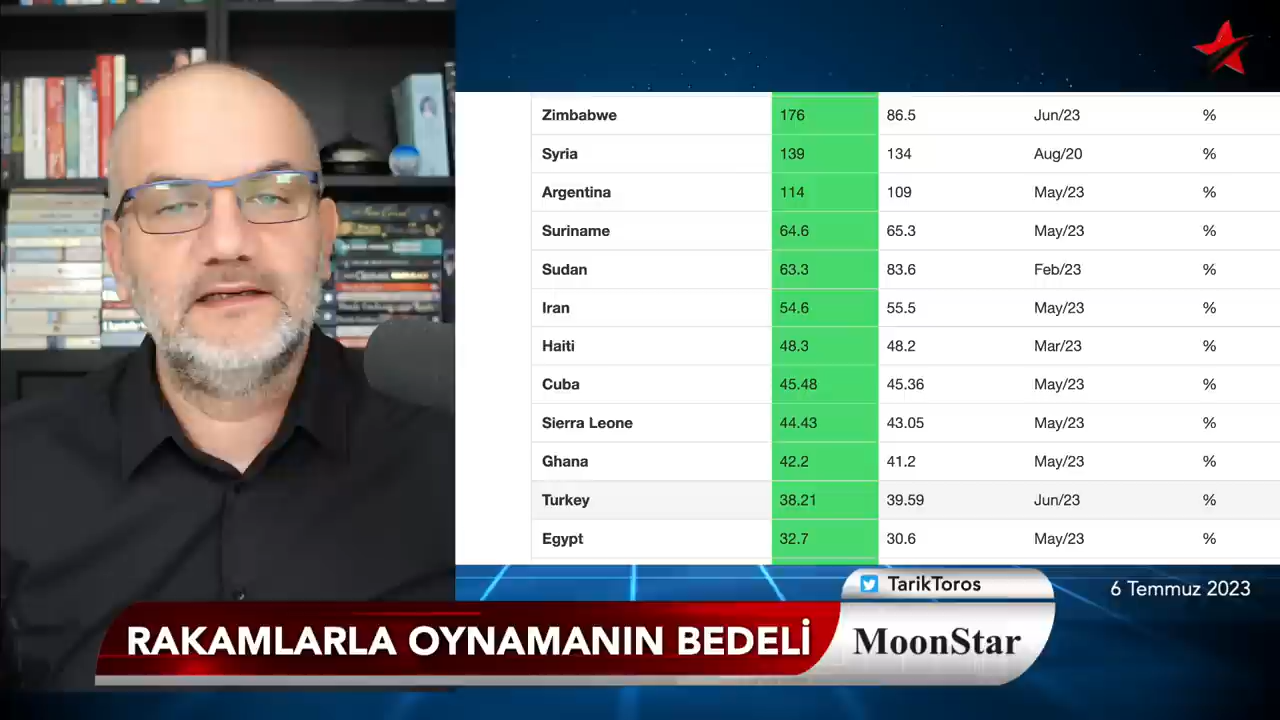 Zimbabwe 176 86.5 Jun/23 %
Syria 139 134 Aug/20 %
Argentina 114 109 May/23 %
Suriname 64.6 65.3 May/23 %
Sudan 63.3 83.6 Feb/23 %
Iran 54.6 55.5 May/23 %
Haiti 48.3 48.2 Mar/23 %
Cuba 45.48 45.36 May/23 %
Sierra Leone 44.43 43.05 May/23 %
Ghana 42.2 41.2 May/23 %
Turkey 38.21 39.59 Jun/23 %
Egypt 32.7 30.6 May/23 %
TarikToros
6 Temmuz 2023
RAKAMLARLA OYNAMANIN BEDELİ
MoonStar